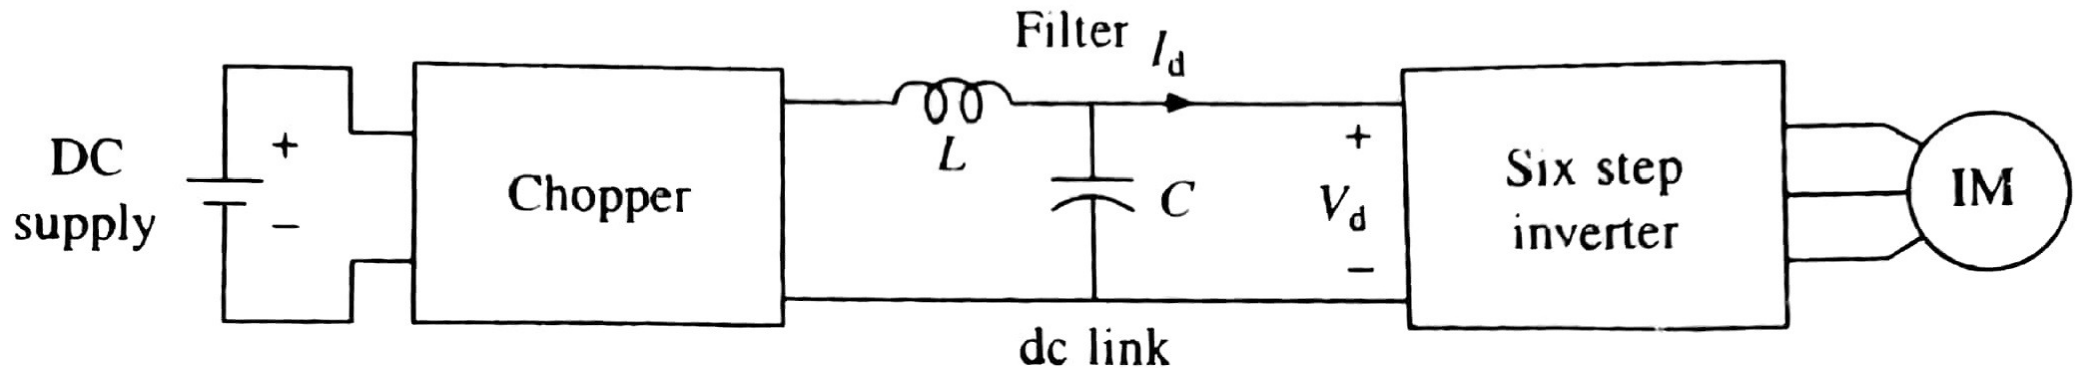 Filter
I_d
DC
supply
+
−
Chopper
L
C
+
V_d
−
Six step
inverter
IM
dc link